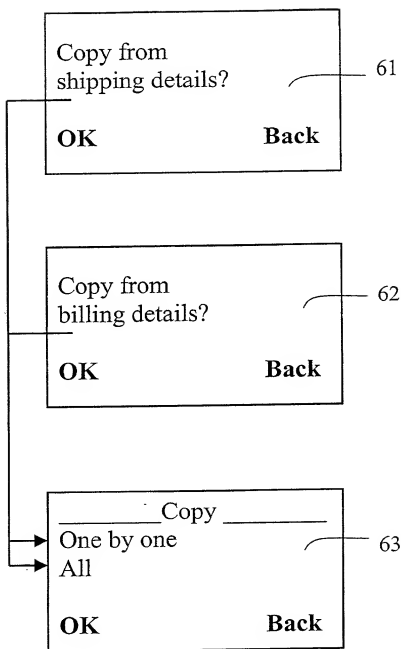 Copy from
shipping details?
OK Back
61
Copy from
billing details?
OK Back
62
Copy
One by one
All
OK Back
63